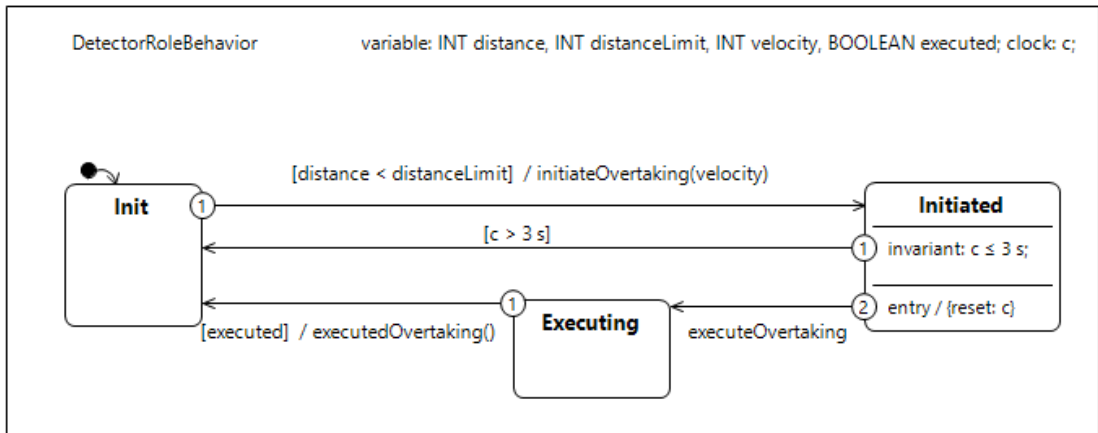 DetectorRoleBehavior
variable: INT distance, INT distanceLimit, INT velocity, BOOLEAN executed; clock: c;
[distance < distanceLimit] / initiateOvertaking(velocity)
Init
1
Initiated
[c > 3 s]
1
invariant: c ≤ 3 s;
1
2
entry / {reset: c}
Executing
[executed] / executedOvertaking()
executeOvertaking